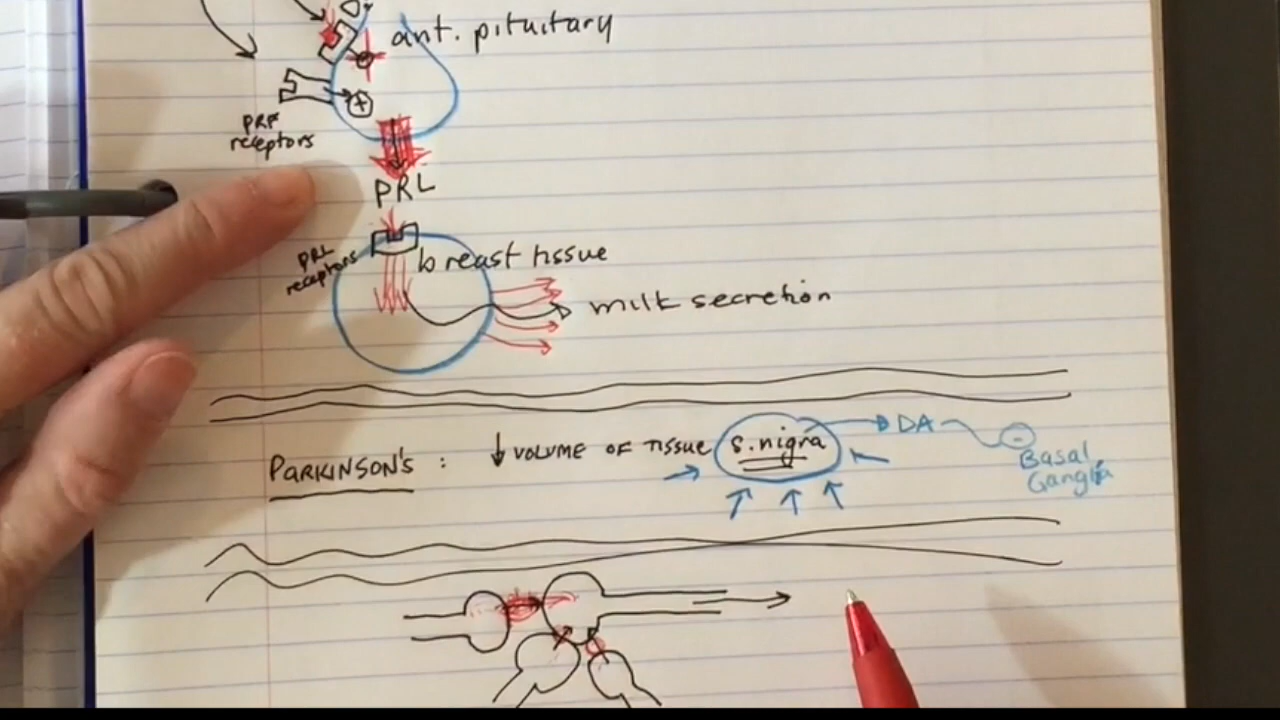 ant. pituitary
PRF
receptors
PRL
PRL
receptors
breast tissue
milk secretion
PARKINSON'S : ↓ VOLUME OF TISSUE s.nigra DA
Basal
Ganglia